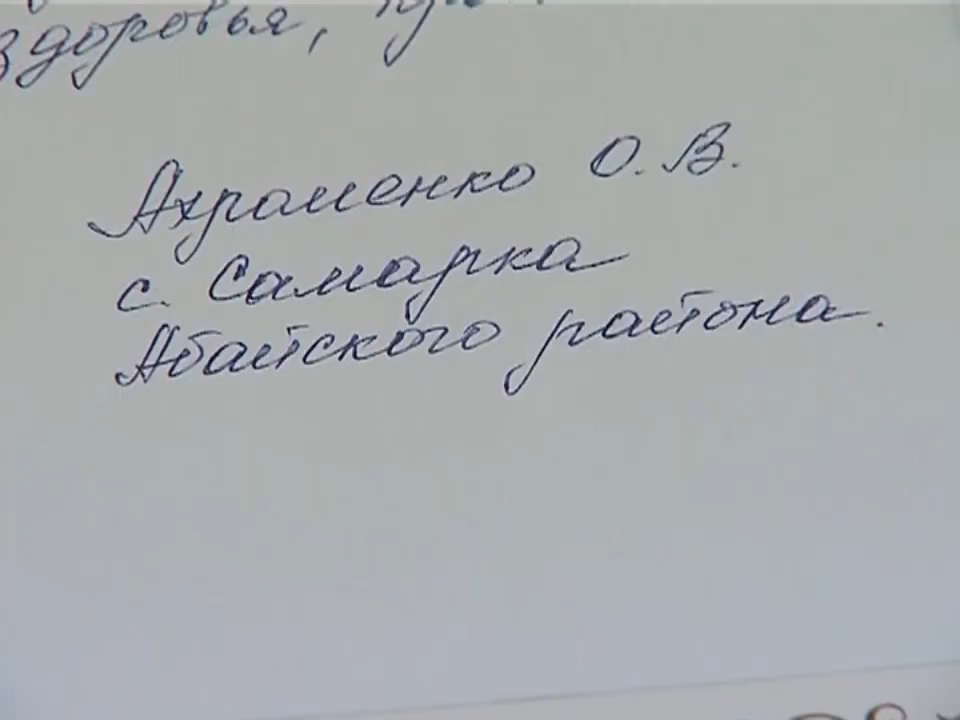 здоровья,
Ахраменко О.В.
с. Самарка
Абайского района.